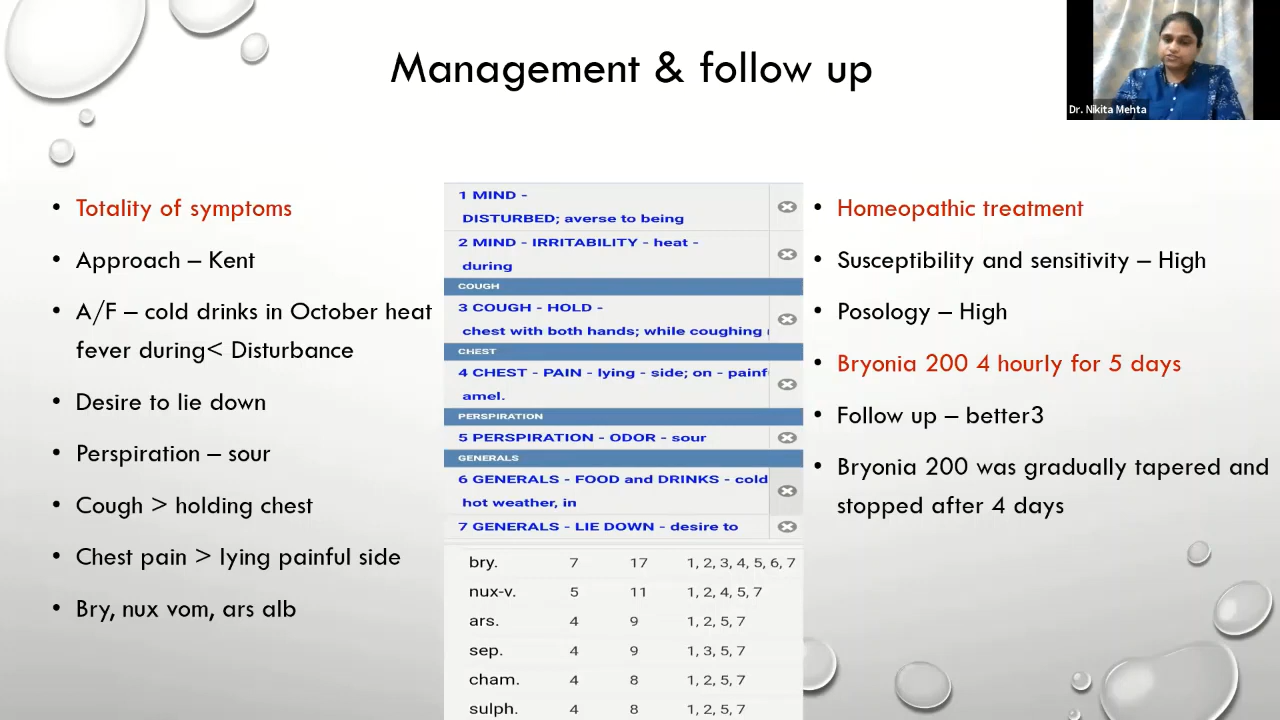 Management & follow up
Dr. Nikita Mehta
• Totality of symptoms
• Approach – Kent
• A/F – cold drinks in October heat
fever during< Disturbance
• Desire to lie down
• Perspiration – sour
• Cough > holding chest
• Chest pain > lying painful side
• Bry, nux vom, ars alb
1 MIND -
DISTURBED; averse to being
2 MIND - IRRITABILITY - heat -
during
COUGH
3 COUGH - HOLD -
chest with both hands; while coughing
CHEST
4 CHEST - PAIN - lying - side; on - painf
amel.
PERSPIRATION
5 PERSPIRATION - ODOR - sour
GENERALS
6 GENERALS - FOOD and DRINKS - cold
hot weather, in
7 GENERALS - LIE DOWN - desire to
bry. 7 17 1, 2, 3, 4, 5, 6, 7
nux-v. 5 11 1, 2, 4, 5, 7
ars. 4 9 1, 2, 5, 7
sep. 4 9 1, 3, 5, 7
cham. 4 8 1, 2, 5, 7
sulph. 4 8 1, 2, 5, 7
• Homeopathic treatment
• Susceptibility and sensitivity – High
• Posology – High
• Bryonia 200 4 hourly for 5 days
• Follow up – better3
• Bryonia 200 was gradually tapered and
stopped after 4 days